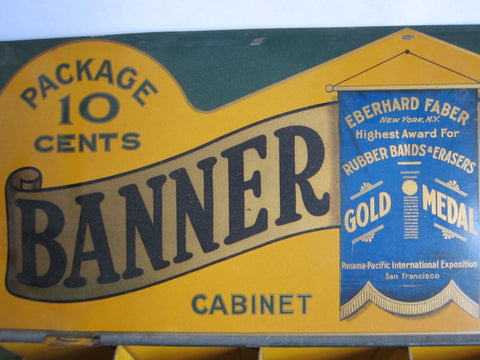 PACKAGE
10
CENTS
BANNER
CABINET
EBERHARD FABER
NEW YORK, N.Y.
Highest Award For
RUBBER BANDS & ERASERS
GOLD MEDAL
Panama-Pacific International Exposition
San Francisco